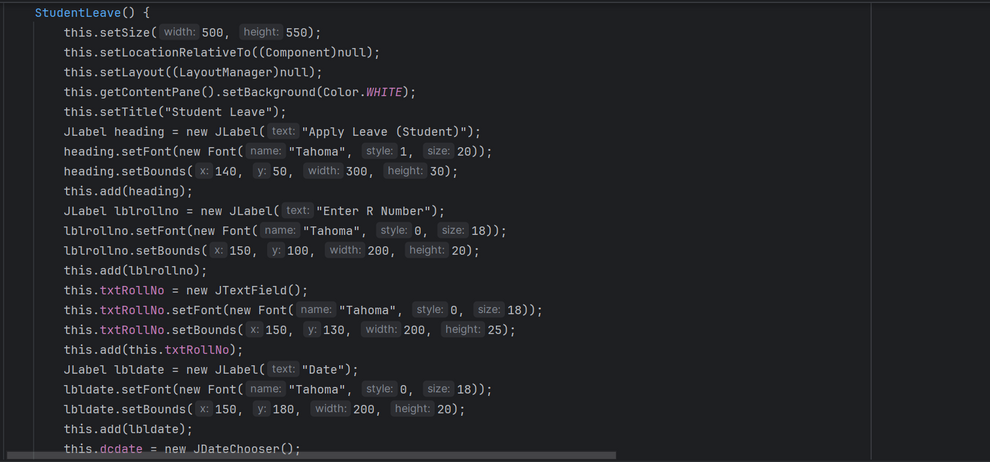 StudentLeave() {
this.setSize( width: 500, height: 550);
this.setLocationRelativeTo((Component)null);
this.setLayout((LayoutManager)null);
this.getContentPane().setBackground(Color.WHITE);
this.setTitle("Student Leave");
JLabel heading = new JLabel( text: "Apply Leave (Student)");
heading.setFont(new Font( name: "Tahoma", style: 1, size: 20));
heading.setBounds( x: 140, y: 50, width: 300, height: 30);
this.add(heading);
JLabel lblrollno = new JLabel( text: "Enter R Number");
lblrollno.setFont(new Font( name: "Tahoma", style: 0, size: 18));
lblrollno.setBounds( x: 150, y: 100, width: 200, height: 20);
this.add(lblrollno);
this.txtRollNo = new JTextField();
this.txtRollNo.setFont(new Font( name: "Tahoma", style: 0, size: 18));
this.txtRollNo.setBounds( x: 150, y: 130, width: 200, height: 25);
this.add(this.txtRollNo);
JLabel lbldate = new JLabel( text: "Date");
lbldate.setFont(new Font( name: "Tahoma", style: 0, size: 18));
lbldate.setBounds( x: 150, y: 180, width: 200, height: 20);
this.add(lbldate);
this.dcdate = new JDateChooser();